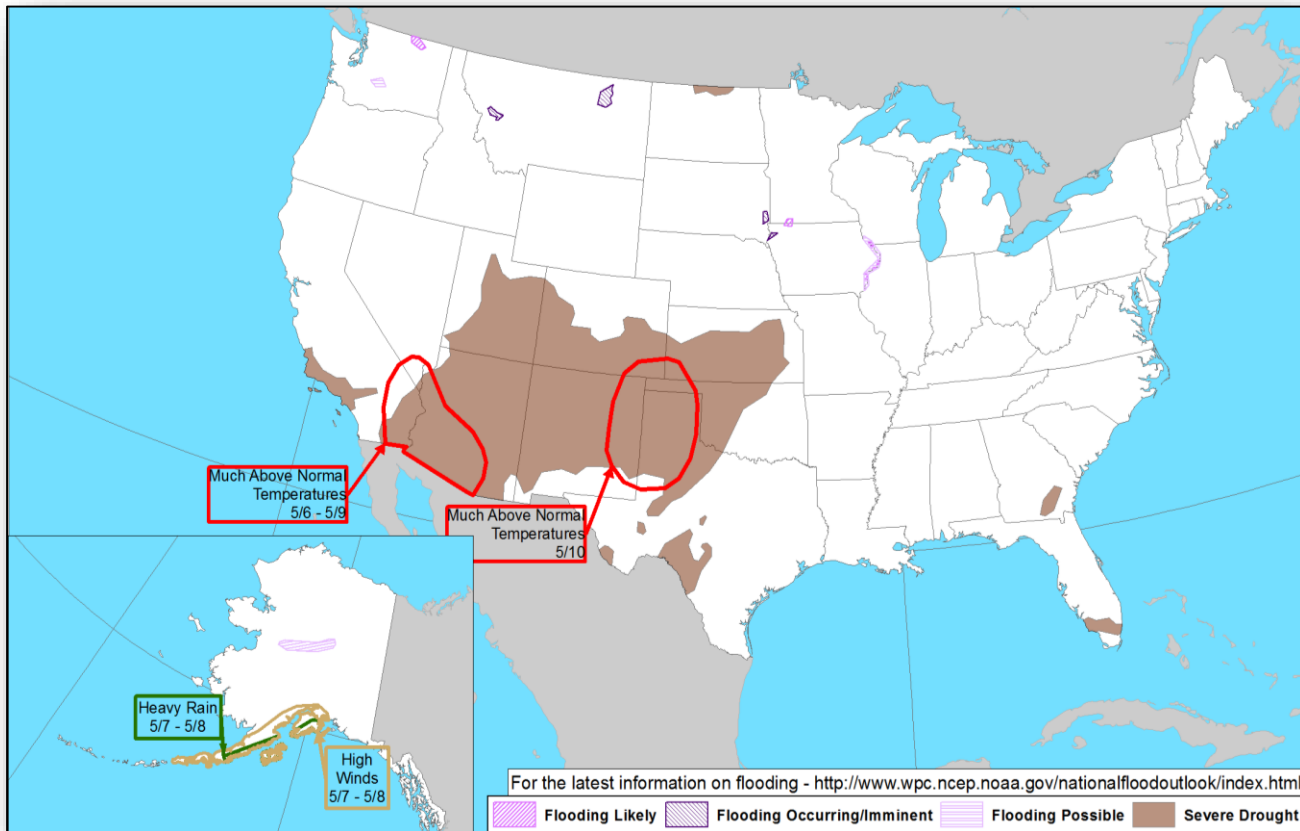 Much Above Normal
Temperatures
5/6 - 5/9
Much Above Normal
Temperatures
5/10
Heavy Rain
5/7 - 5/8
High
Winds
5/7 - 5/8
For the latest information on flooding - http://www.wpc.ncep.noaa.gov/nationalfloodoutlook/index.html
Flooding Likely Flooding Occurring/Imminent Flooding Possible Severe Drought